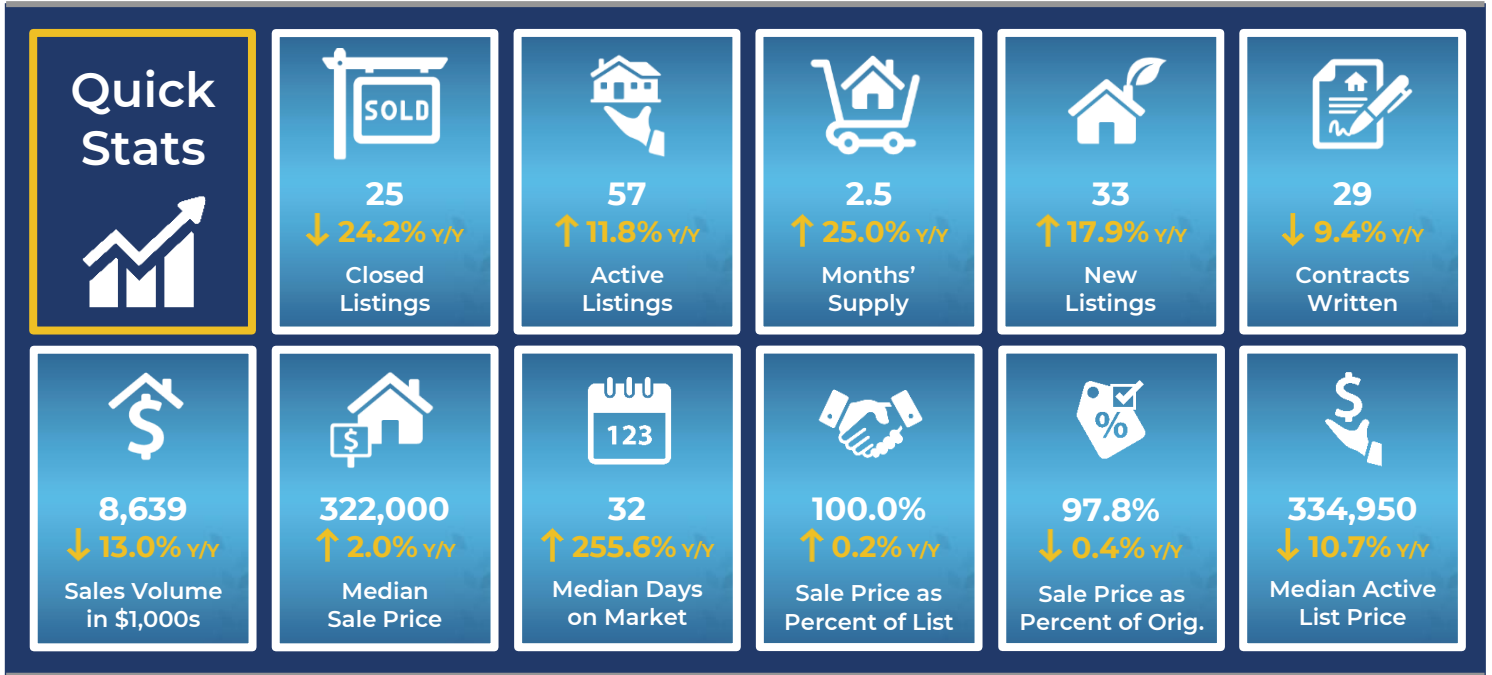 Quick
Stats
SOLD
25
↓ 24.2% Y/Y
Closed
Listings
57
↑ 11.8% Y/Y
Active
Listings
2.5
↑ 25.0% Y/Y
Months’
Supply
33
↑ 17.9% Y/Y
New
Listings
29
↓ 9.4% Y/Y
Contracts
Written
$
8,639
↓ 13.0% Y/Y
Sales Volume
in $1,000s
$
322,000
↑ 2.0% Y/Y
Median
Sale Price
123
32
↑ 255.6% Y/Y
Median Days
on Market
100.0%
↑ 0.2% Y/Y
Sale Price as
Percent of List
%
97.8%
↓ 0.4% Y/Y
Sale Price as
Percent of Orig.
$
334,950
↓ 10.7% Y/Y
Median Active
List Price